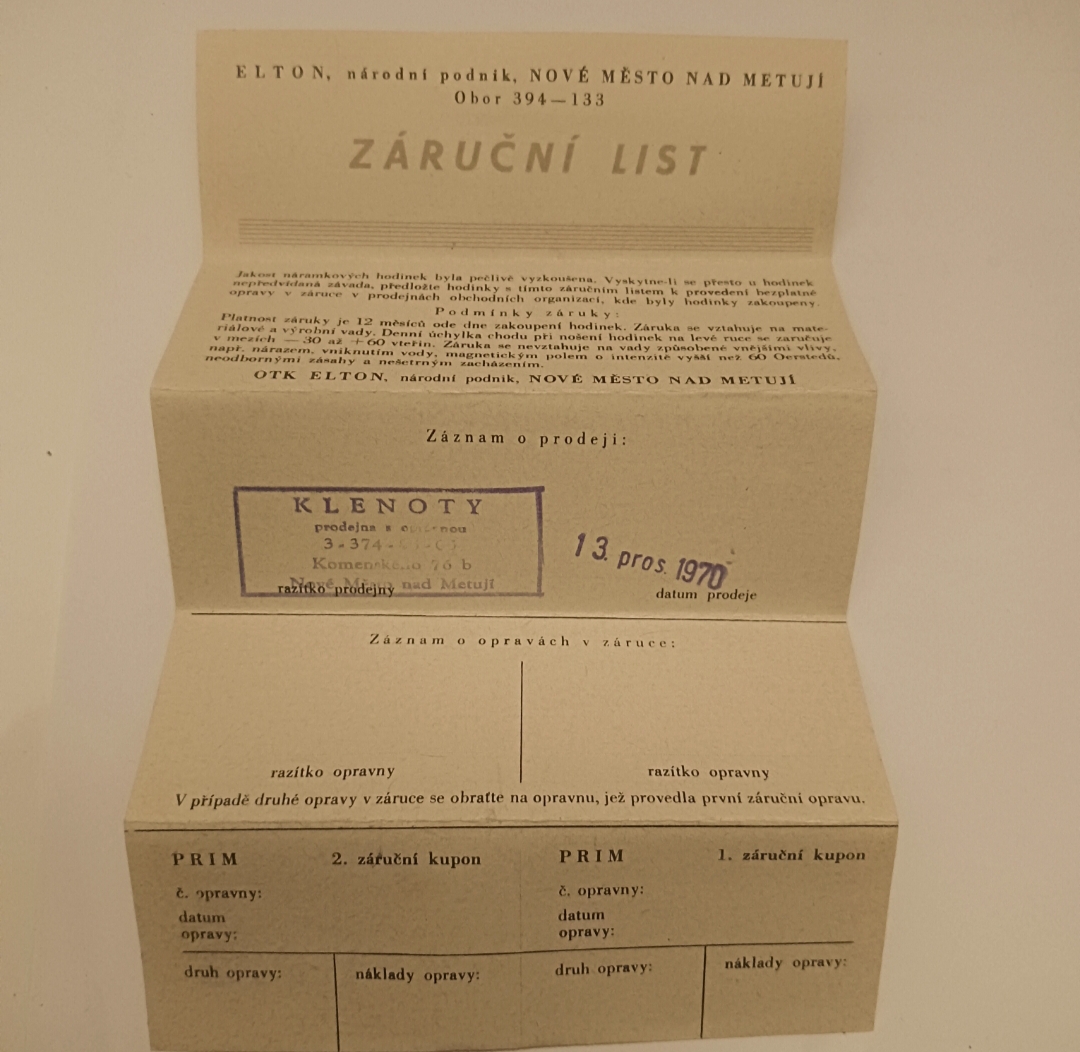 ELTON, národní podnik, NOVÉ MĚSTO NAD METUJÍ
Obor 394—133
ZÁRUČNÍ LIST
Jakost náramkových hodinek byla pečlivě vyzkoušena. Vyskytne-li se přesto u hodinek
nepředvídaná závada, předložte hodinky s tímto záručním listem k provedení bezplatné
opravy v záruce v prodejnách obchodních organizací, kde byly hodinky zakoupeny.
Podmínky záruky:
Platnost záruky je 12 měsíců ode dne zakoupení hodinek. Záruka se vztahuje na mate-
riálové a výrobní vady. Denní úchylka chodu při nošení hodinek na levé ruce se zaručuje
v mezích —30 až +60 vteřin. Záruka se nevztahuje na vady způsobené vnějšími vlivy,
např. nárazem, vniknutím vody, magnetickým polem o intenzitě vyšší než 60 Oerstedů,
neodbornými zásahy a nešetrným zacházením.
OTK ELTON, národní podnik, NOVÉ MĚSTO NAD METUJÍ
Záznam o prodeji:
KLENOTY
prodejna s
3-374-
Komenského 76 b
Nové Město nad Metují
13. pros. 1970
razítko prodejny
datum prodeje
Záznam o opravách v záruce:
razítko opravny
razítko opravny
V případě druhé opravy v záruce se obraťte na opravnu, jež provedla první záruční opravu.
PRIM 2. záruční kupon
č. opravny:
datum
opravy:
druh opravy:
náklady opravy:
PRIM 1. záruční kupon
č. opravny:
datum
opravy:
druh opravy:
náklady opravy: